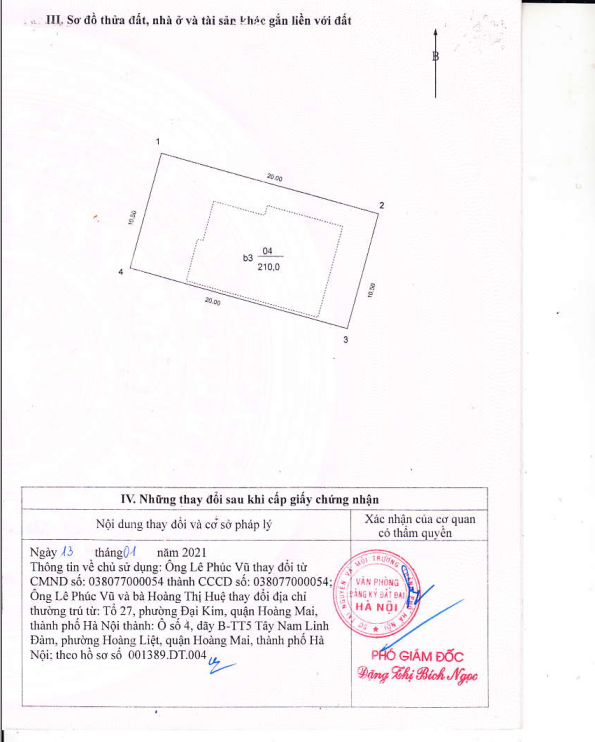 III. Sơ đồ thửa đất, nhà ở và tài sản khác gắn liền với đất
B
1
20.00
2
10.50
04
b3
210,0
10.50
4
20.00
3
IV. Những thay đổi sau khi cấp giấy chứng nhận
Nội dung thay đổi và cơ sở pháp lý
Xác nhận của cơ quan
có thẩm quyền
Ngày 13 tháng 01 năm 2021
Thông tin về chủ sử dụng: Ông Lê Phúc Vũ thay đổi từ
CMND số: 038077000054 thành CCCD số: 038077000054;
Ông Lê Phúc Vũ và bà Hoàng Thị Huệ thay đổi địa chỉ
thường trú từ: Tổ 27, phường Đại Kim, quận Hoàng Mai,
thành phố Hà Nội thành: Ô số 4, dãy B-TT5 Tây Nam Linh
Đàm, phường Hoàng Liệt, quận Hoàng Mai, thành phố Hà
Nội; theo hồ sơ số 001389.DT.004
VĂN PHÒNG
ĐĂNG KÝ ĐẤT ĐAI
HÀ NỘI
PHÓ GIÁM ĐỐC
Đặng Thị Bích Ngọc